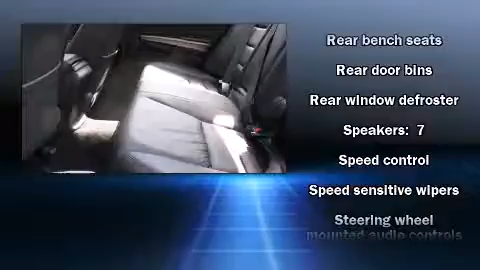 Rear bench seats
Rear door bins
Rear window defroster
Speakers:  7
Speed control
Speed sensitive wipers
Steering wheel
mounted audio controls